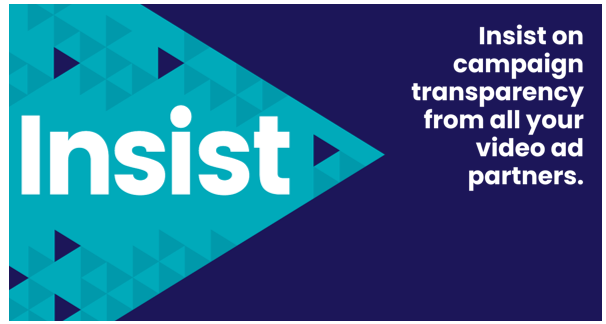 Insist
Insist on
campaign
transparency
from all your
video ad
partners.